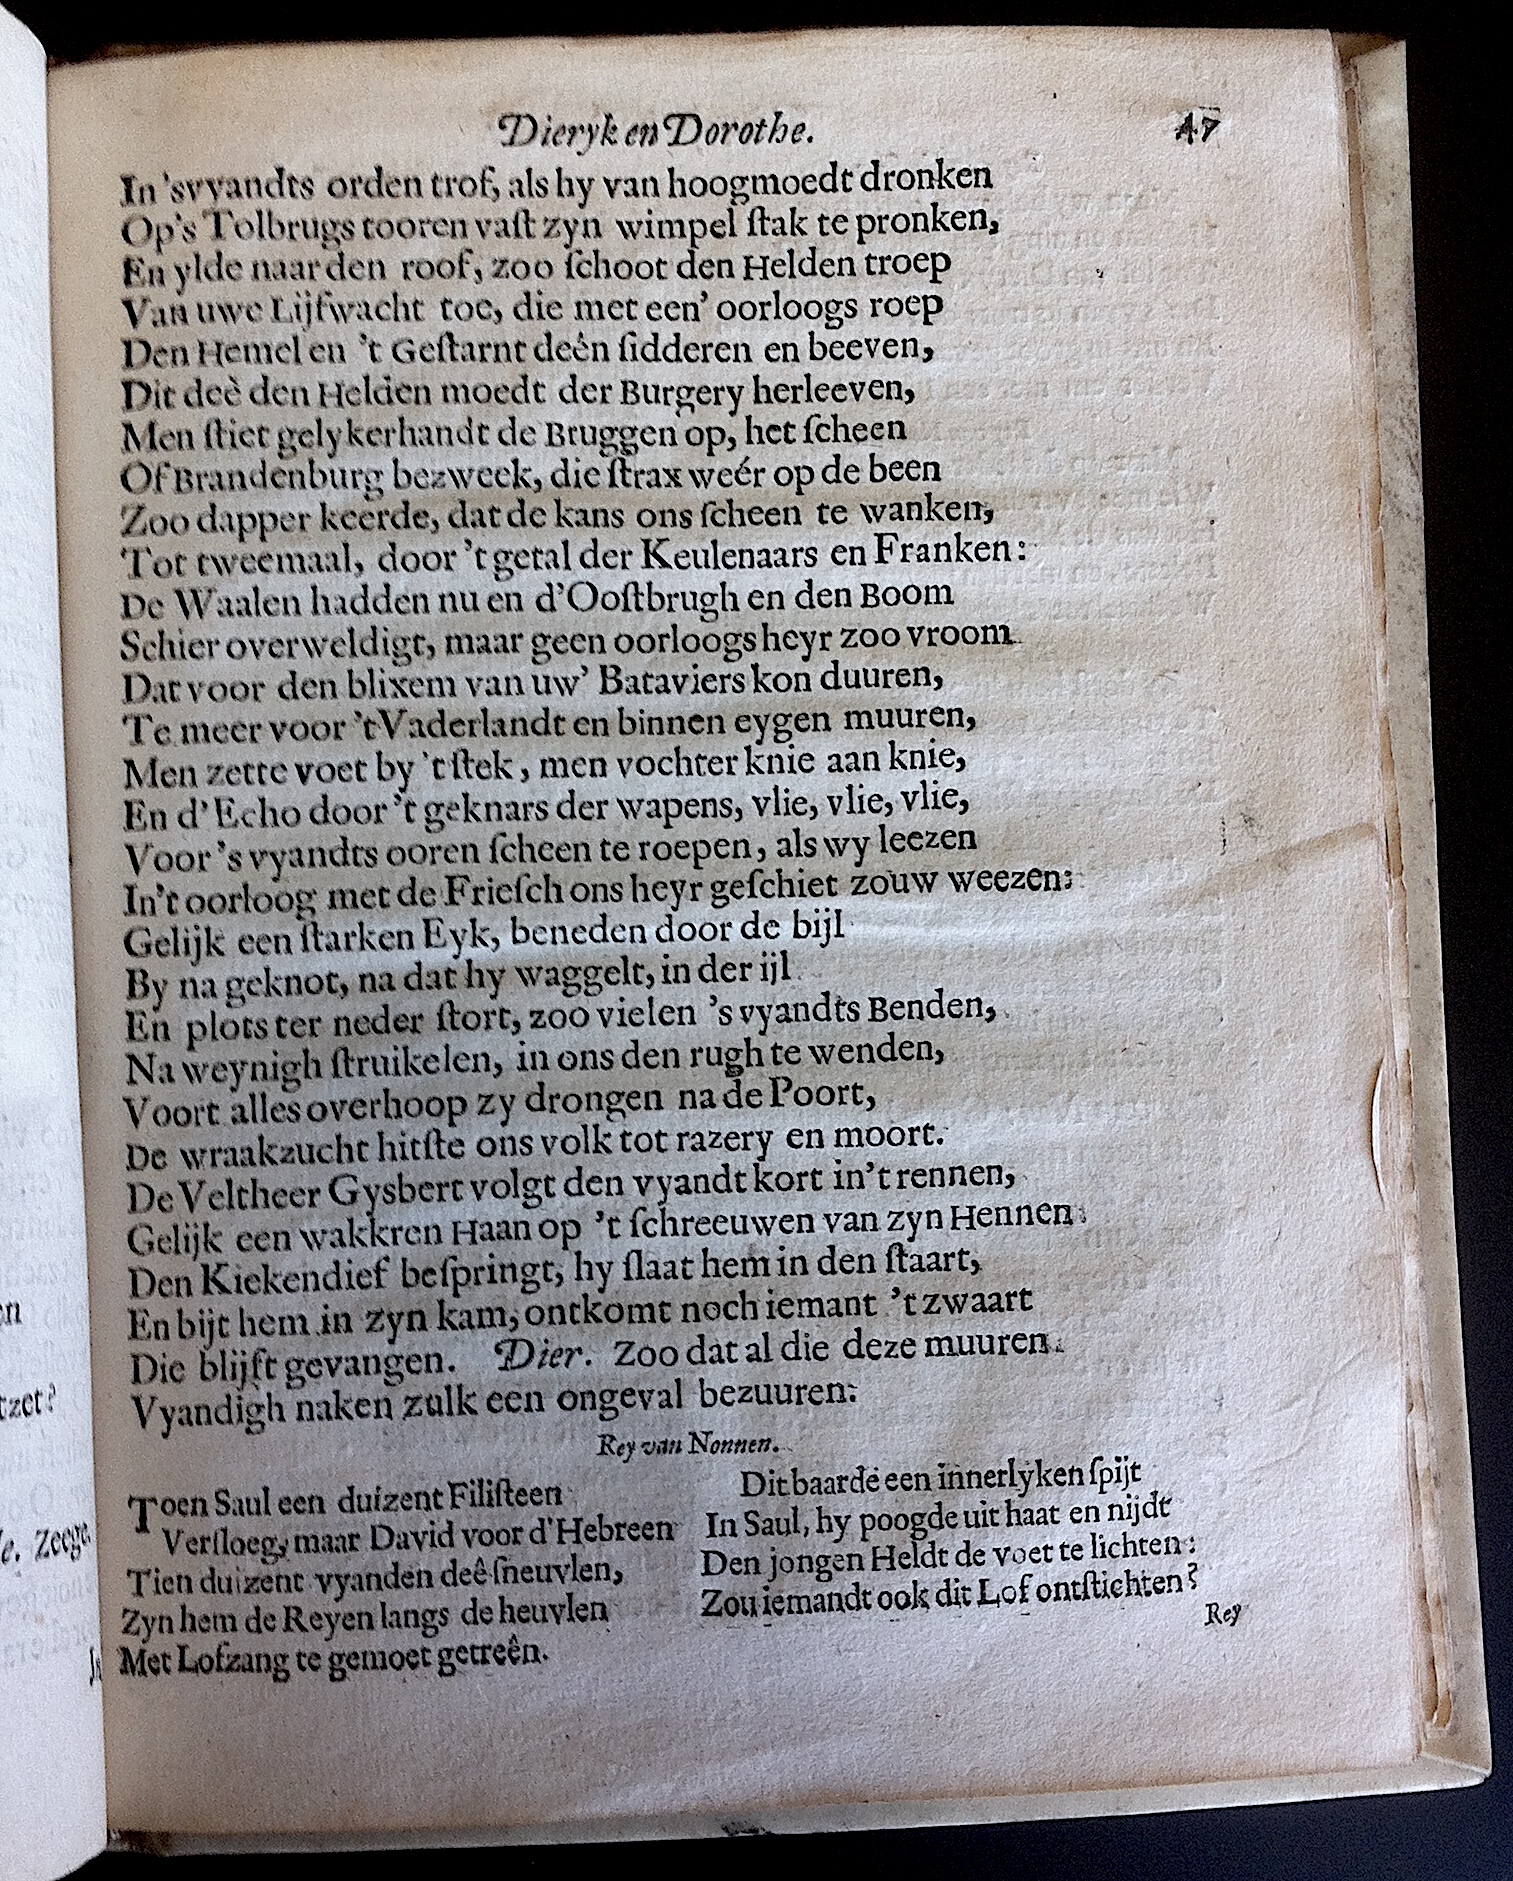 Dieryk en Dorothe. 47
In 'svyandts orden trof, als hy van hoogmoedt dronken
Op's Tolbrugs tooren vaſt zyn wimpel ſtak te pronken,
En ylde naar den roof, zoo ſchoot den Helden troep
Van uwe Lijfwacht toe, die met een' oorloogs roep
Den Hemel en 't Geſtarnt deên ſidderen en beeven,
Dit deè den Helden moedt der Burgery herleeven,
Men ſtiet gelykerhandt de Bruggen op, het ſcheen
Of Brandenburg bezweek, die ſtrax weér op de been
Zoo dapper keerde, dat de kans ons ſcheen te wanken,
Tot tweemaal, door 't getal der Keulenaars en Franken:
De Waalen hadden nu en d'Ooſtbrugh en den Boom
Schier overweldigt, maar geen oorloogs heyr zoo vroom
Dat voor den blixem van uw' Bataviers kon duuren,
Te meer voor 't Vaderlandt en binnen eygen muuren,
Men zette voet by 't ſtek, men vochter knie aan knie,
En d'Echo door 't geknars der wapens, vlie, vlie, vlie,
Voor 's vyandts ooren ſcheen te roepen, als wy leezen
In't oorloog met de Frieſch ons heyr geſchiet zouw weezen:
Gelijk een ſtarken Eyk, beneden door de bijl
By na geknot, na dat hy waggelt, in der ijl
En plots ter neder ſtort, zoo vielen 's vyandts Benden,
Na weynigh ſtruikelen, in ons den rugh te wenden,
Voort alles overhoop zy drongen na de Poort,
De wraakzucht hitſte ons volk tot razery en moort.
De Veltheer Gysbert volgt den vyandt kort in't rennen,
Gelijk een wakkren Haan op 't ſchreeuwen van zyn Hennen
Den Kiekendief beſpringt, hy ſlaat hem in den ſtaart,
En bijt hem in zyn kam, ontkomt noch iemant 't zwaart
Die blijft gevangen. Dier. Zoo dat al die deze muuren
Vyandigh naken zulk een ongeval bezuuren:
Rey van Nonnen.
Toen Saul een duizent Filiſteen
Verſloeg, maar David voor d'Hebreen
Tien duizent vyanden deê ſneuvlen,
Zyn hem de Reyen langs de heuvlen
Met Lofzang te gemoet getreên.
Dit baarde een innerlyken ſpijt
In Saul, hy poogde uit haat en nijdt
Den jongen Heldt de voet te lichten:
Zou iemandt ook dit Lof ontſtichten?
Rey